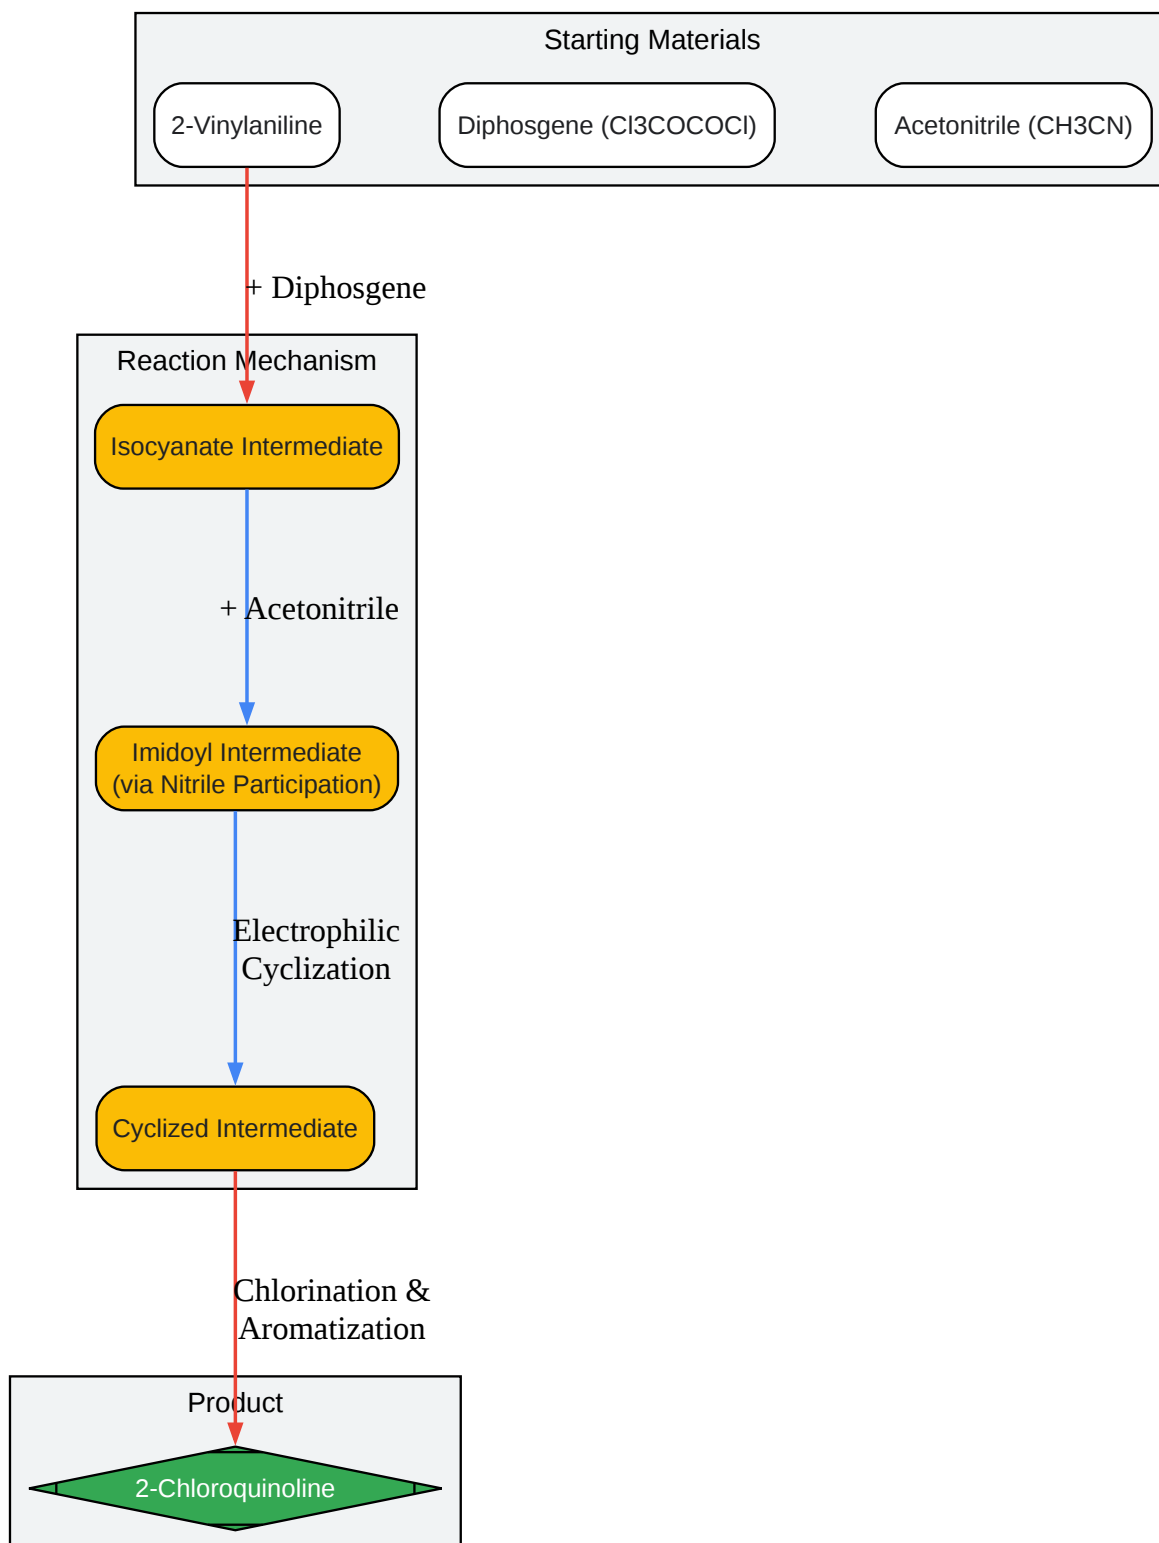 Starting Materials
2-Vinylaniline
Diphosgene (Cl3COCOCl)
Acetonitrile (CH3CN)
+ Diphosgene
Reaction Mechanism
Isocyanate Intermediate
+ Acetonitrile
Imidoyl Intermediate
(via Nitrile Participation)
Electrophilic
Cyclization
Cyclized Intermediate
Chlorination &
Aromatization
Product
2-Chloroquinoline